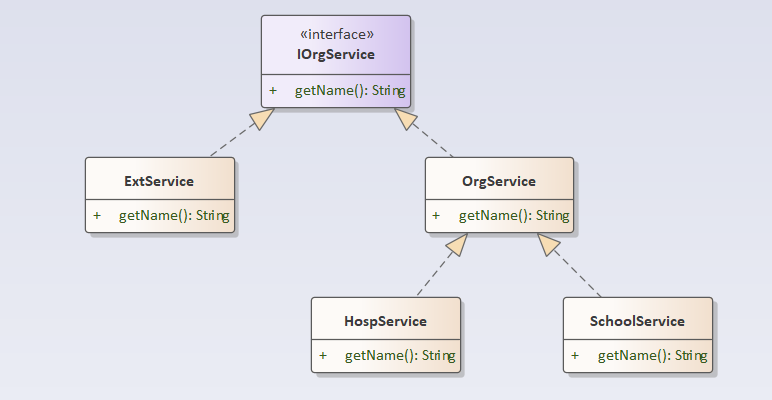 «interface»
IOrgService
+ getName(): String
ExtService
+ getName(): String
OrgService
+ getName(): String
HospService
+ getName(): String
SchoolService
+ getName(): String